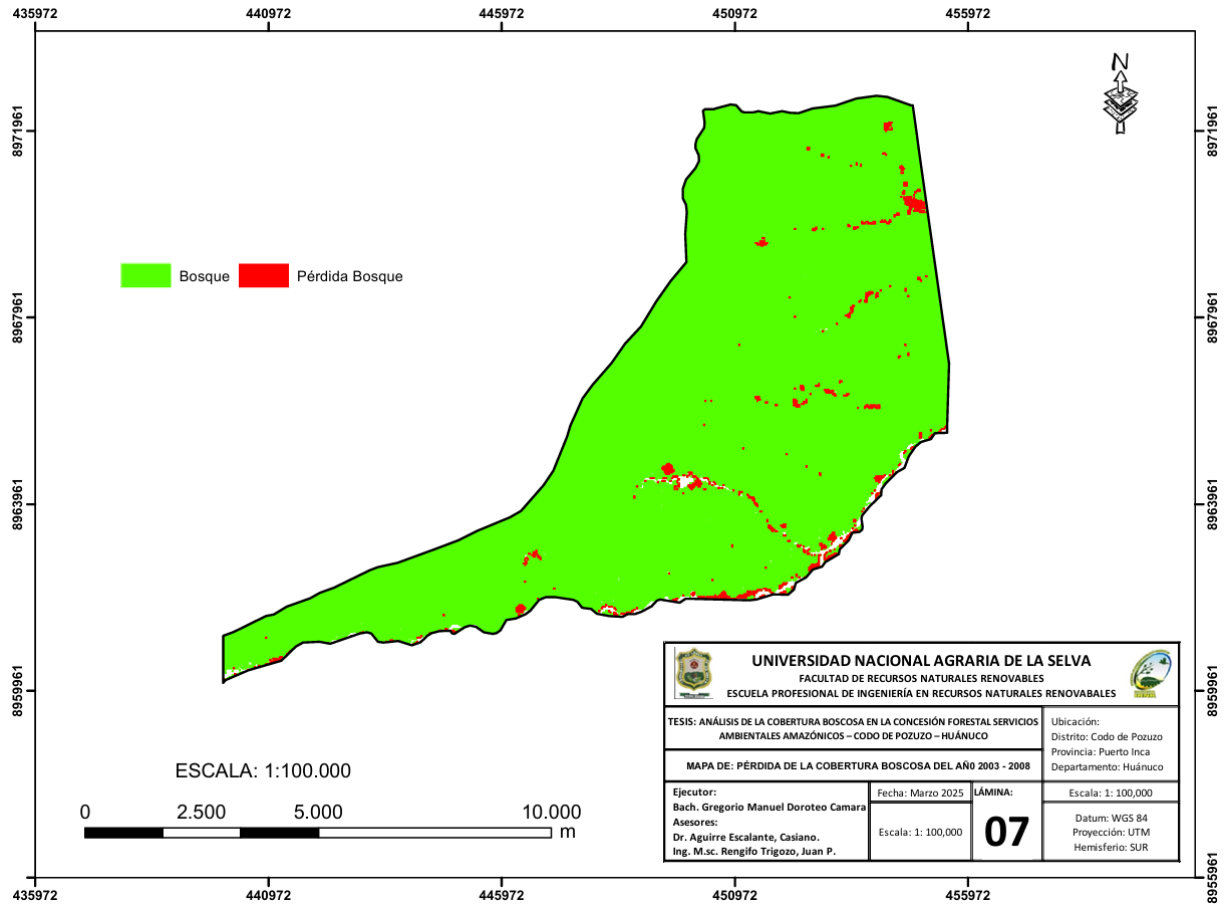 435972 440972 445972 450972 455972
N
8971961 8971961
8967961 8967961
8963961 8963961
8959961 8959961
8955961
Bosque Pérdida Bosque
ESCALA: 1:100.000
0 2.500 5.000 10.000
m
UNIVERSIDAD NACIONAL AGRARIA DE LA SELVA
FACULTAD DE RECURSOS NATURALES RENOVABLES
ESCUELA PROFESIONAL DE INGENIERÍA EN RECURSOS NATURALES RENOVABALES
TESIS: ANÁLISIS DE LA COBERTURA BOSCOSA EN LA CONCESIÓN FORESTAL SERVICIOS
AMBIENTALES AMAZÓNICOS – CODO DE POZUZO – HUÁNUCO
Ubicación:
Distrito: Codo de Pozuzo
Provincia: Puerto Inca
Departamento: Huánuco
MAPA DE: PÉRDIDA DE LA COBERTURA BOSCOSA DEL AÑ0 2003 - 2008
Ejecutor:
Bach. Gregorio Manuel Doroteo Camara
Asesores:
Dr. Aguirre Escalante, Casiano.
Ing. M.sc. Rengifo Trigozo, Juan P.
Fecha: Marzo 2025
Escala: 1: 100,000
LÁMINA:
07
Escala: 1: 100,000
Datum: WGS 84
Proyección: UTM
Hemisferio: SUR
435972 440972 445972 450972 455972